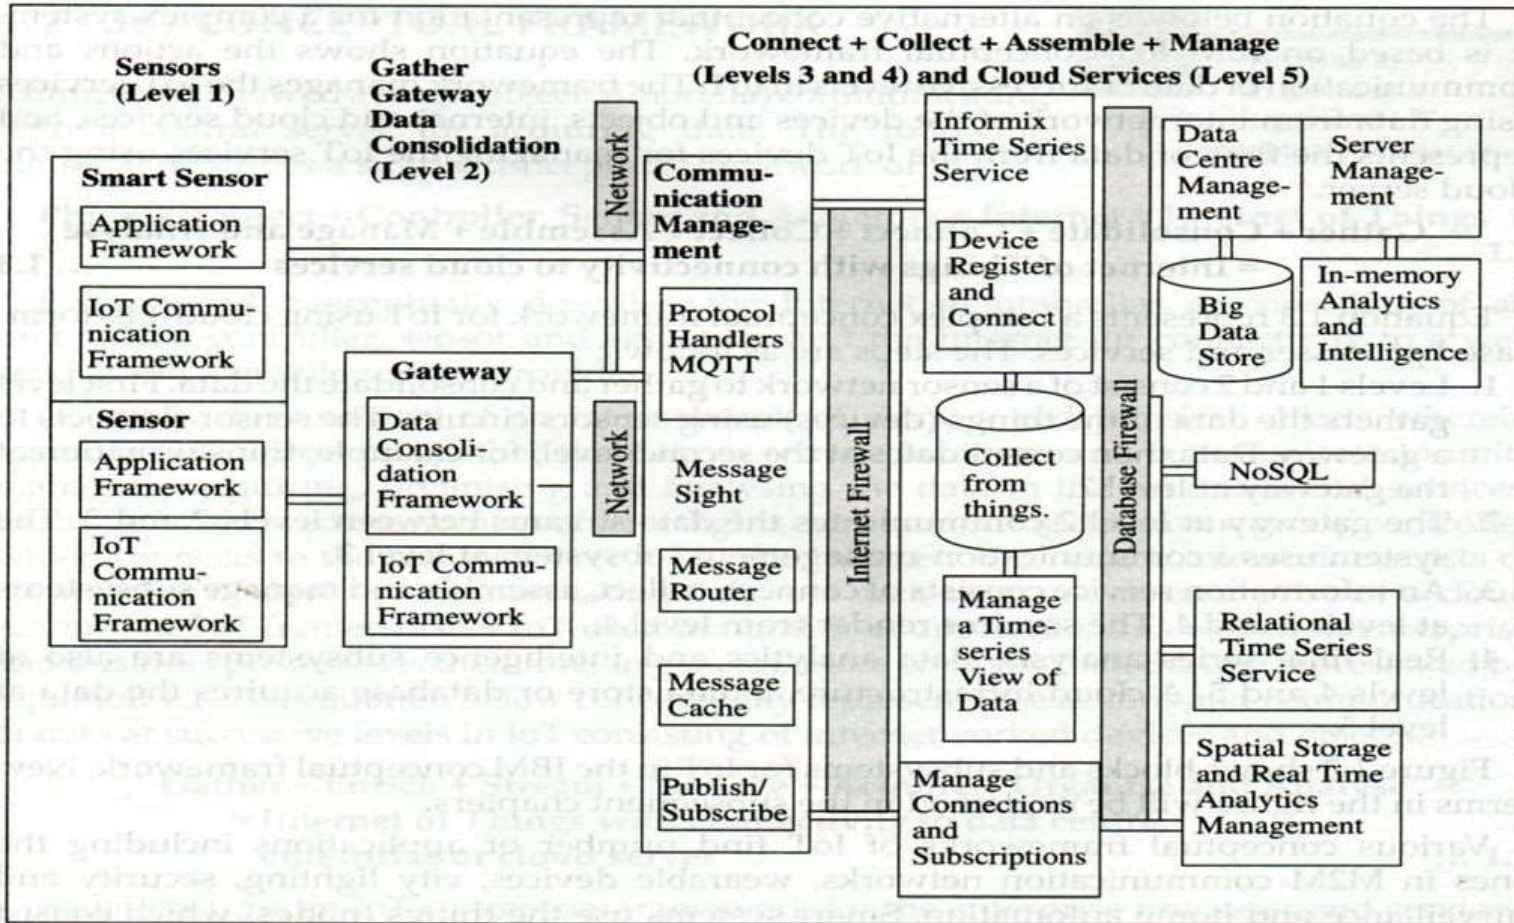 Connect + Collect + Assemble + Manage
(Levels 3 and 4) and Cloud Services (Level 5)
Sensors
(Level 1)
Gather
Gateway
Data
Consolidation
(Level 2)
Smart Sensor
Application
Framework
IoT Commu-
nication
Framework
Sensor
Application
Framework
IoT
Commu-
nication
Framework
Gateway
Data
Consoli-
dation
Framework
IoT Commu-
nication
Framework
Network
Network
Commu-
nication
Manage-
ment
Protocol
Handlers
MQTT
Message
Sight
Message
Router
Message
Cache
Publish/
Subscribe
Internet Firewall
Informix
Time Series
Service
Device
Register
and
Connect
Collect
from
things.
Manage
a Time-
series
View of
Data
Manage
Connections
and
Subscriptions
Database Firewall
Data
Centre
Manage-
ment
Server
Manage-
ment
Big
Data
Store
In-memory
Analytics
and
Intelligence
NoSQL
Relational
Time Series
Service
Spatial Storage
and Real Time
Analytics
Management